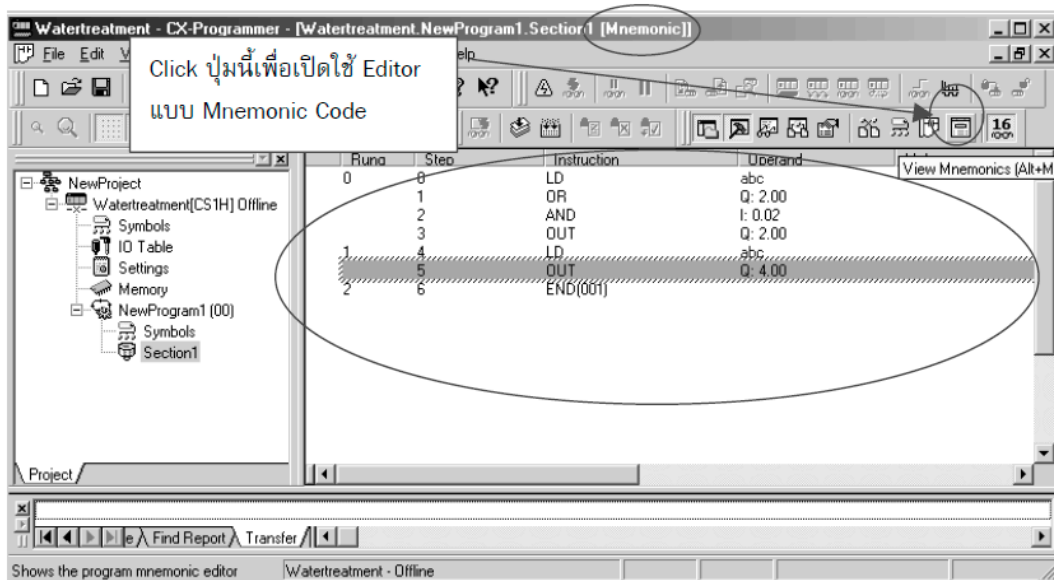 Watertreatment - CX-Programmer - [Watertreatment.NewProgram1.Section1 [Mnemonic]]
File Edit
Click ปุ่มนี้เพื่อเปิดใช้ Editor
แบบ Mnemonic Code
16
Rung Step Instruction Operand
View Mnemonics (Alt+M
0 0 LD abc
1 OR Q: 2.00
2 AND I: 0.02
3 OUT Q: 2.00
1 4 LD abc
5 OUT Q: 4.00
2 6 END(001)
NewProject
Watertreatment[CS1H] Offline
Symbols
IO Table
Settings
Memory
NewProgram1 (00)
Symbols
Section1
Project
Find Report Transfer
Shows the program mnemonic editor Watertreatment - Offline